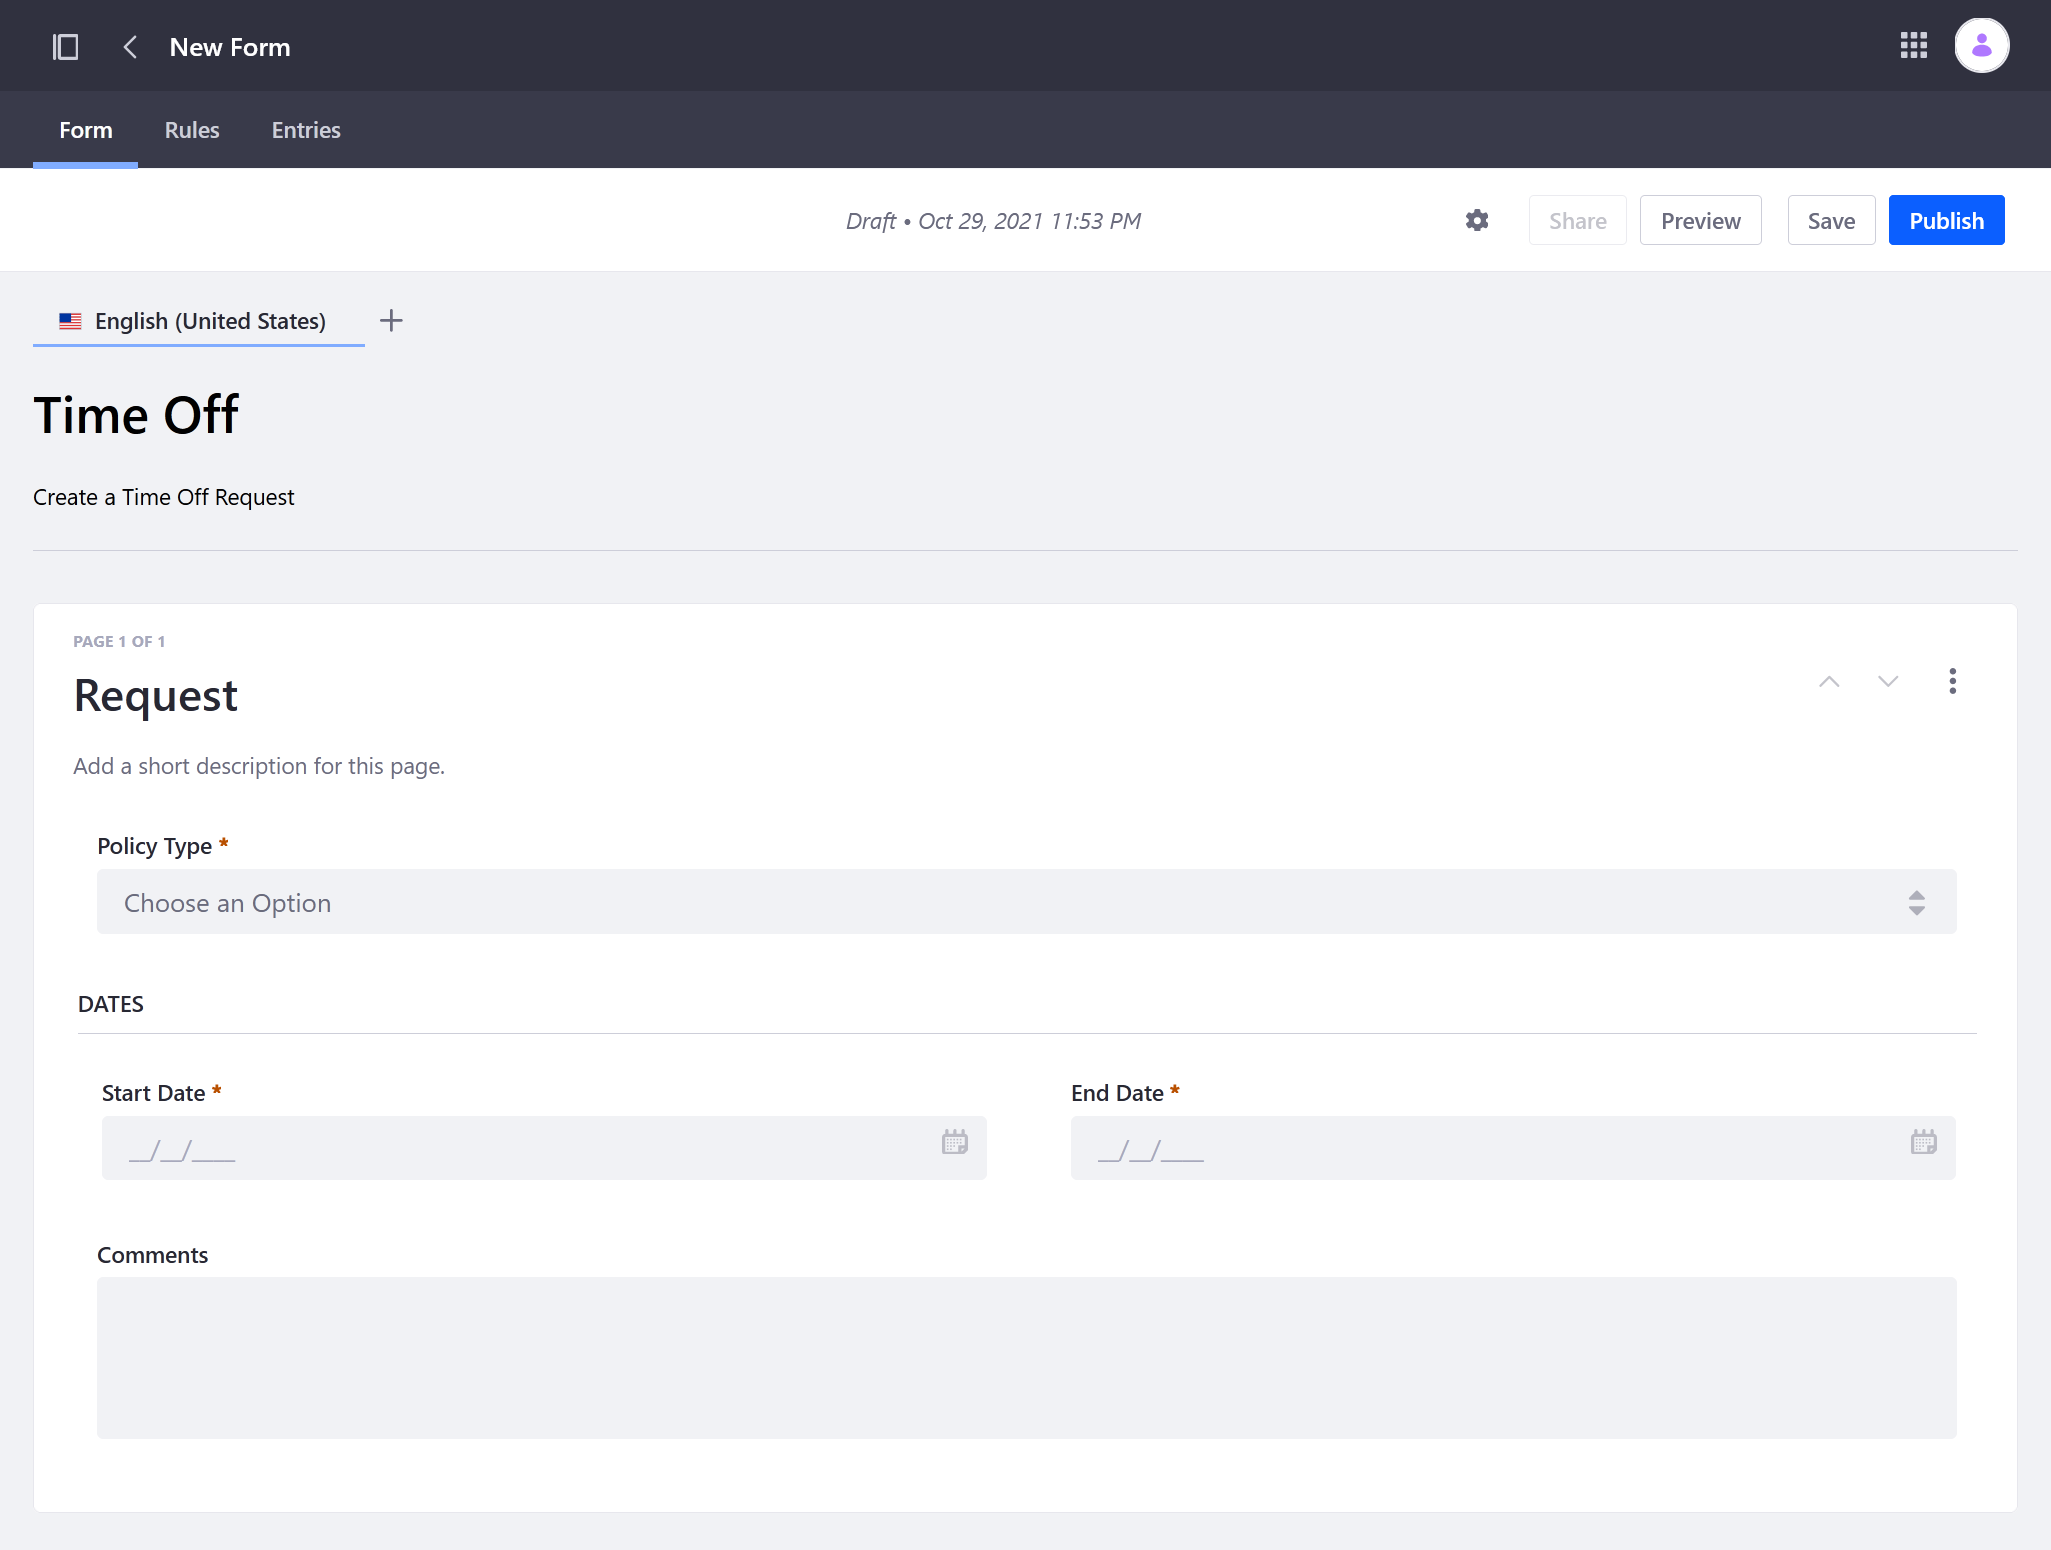 New Form
Form Rules Entries
Draft • Oct 29, 2021 11:53 PM Share Preview Save Publish
English (United States)
Time Off
Create a Time Off Request
PAGE 1 OF 1
Request
Add a short description for this page.
Policy Type *
Choose an Option
DATES
Start Date * End Date *
__/__/____ __/__/____
Comments